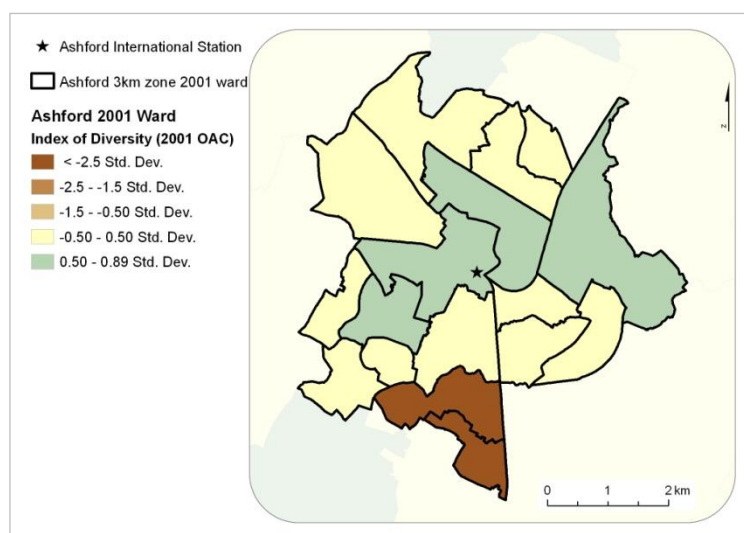 Ashford International Station
Ashford 3km zone 2001 ward
Ashford 2001 Ward
Index of Diversity (2001 OAC)
< -2.5 Std. Dev.
-2.5 - -1.5 Std. Dev.
-1.5 - -0.50 Std. Dev.
-0.50 - 0.50 Std. Dev.
0.50 - 0.89 Std. Dev.
z
0 1 2 km